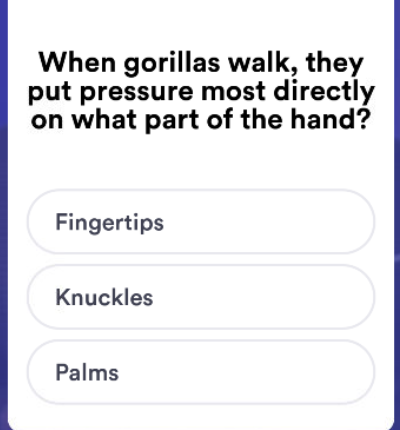 When gorillas walk, they
put pressure most directly
on what part of the hand?
Fingertips
Knuckles
Palms